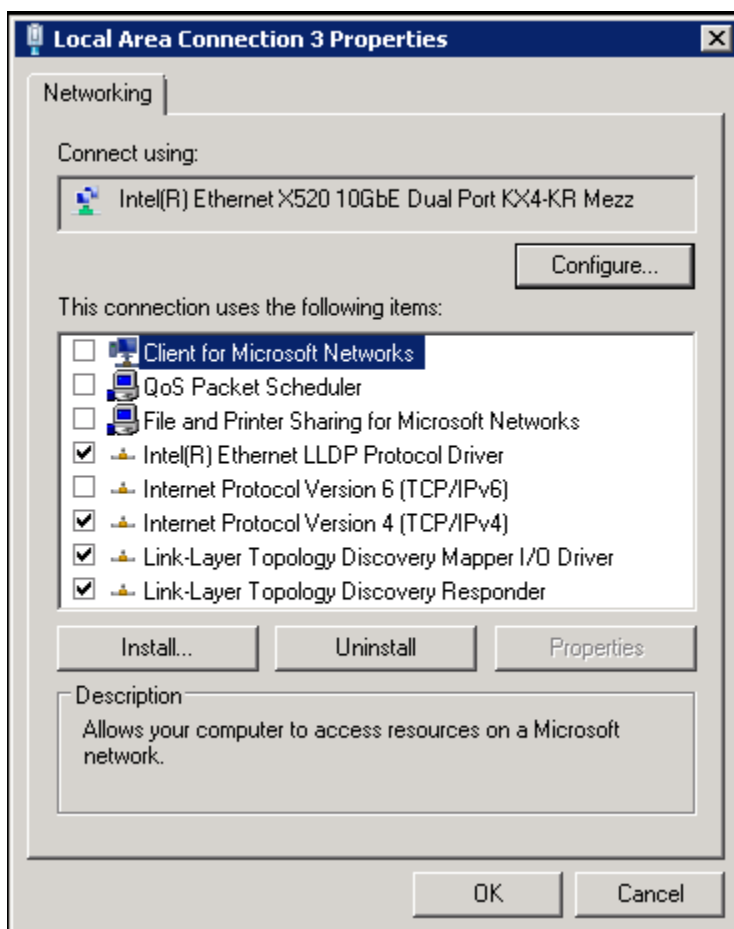 Local Area Connection 3 Properties
Networking
Connect using:
Intel(R) Ethernet X520 10GbE Dual Port KX4-KR Mezz
Configure...
This connection uses the following items:
Client for Microsoft Networks
QoS Packet Scheduler
File and Printer Sharing for Microsoft Networks
Intel(R) Ethernet LLDP Protocol Driver
Internet Protocol Version 6 (TCP/IPv6)
Internet Protocol Version 4 (TCP/IPv4)
Link-Layer Topology Discovery Mapper I/O Driver
Link-Layer Topology Discovery Responder
Install... Uninstall Properties
Description
Allows your computer to access resources on a Microsoft
network.
OK Cancel